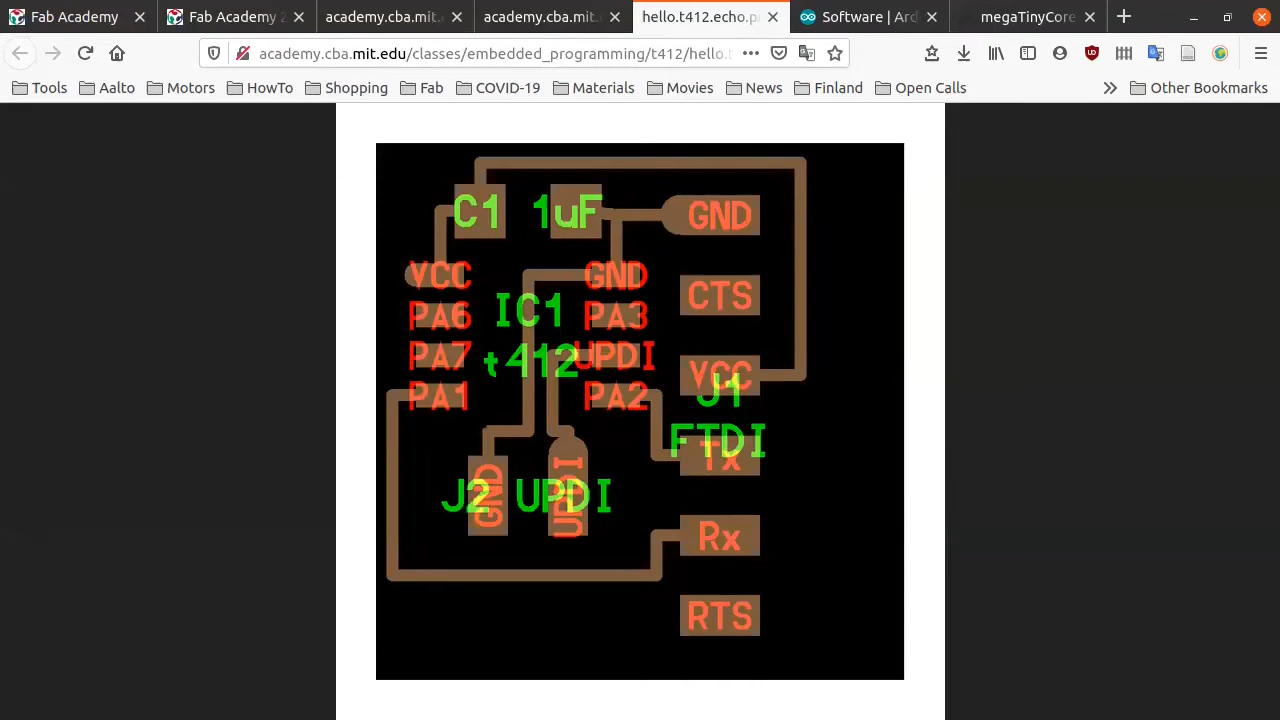 Fab Academy
Fab Academy 2
academy.cba.mit.
academy.cba.mit.
hello.t412.echo.p
Software | Ard
megaTinyCore
academy.cba.mit.edu/classes/embedded_programming/t412/hello.t
Tools
Aalto
Motors
HowTo
Shopping
Fab
COVID-19
Materials
Movies
News
Finland
Open Calls
Other Bookmarks
C1 1uF
GND
VCC
GND
CTS
PA6
IC1
PA3
PA7
t412
UPDI
VCC
J1
PA1
PA2
FTDI
Tx
J2 UPDI
GND
UPDI
Rx
RTS